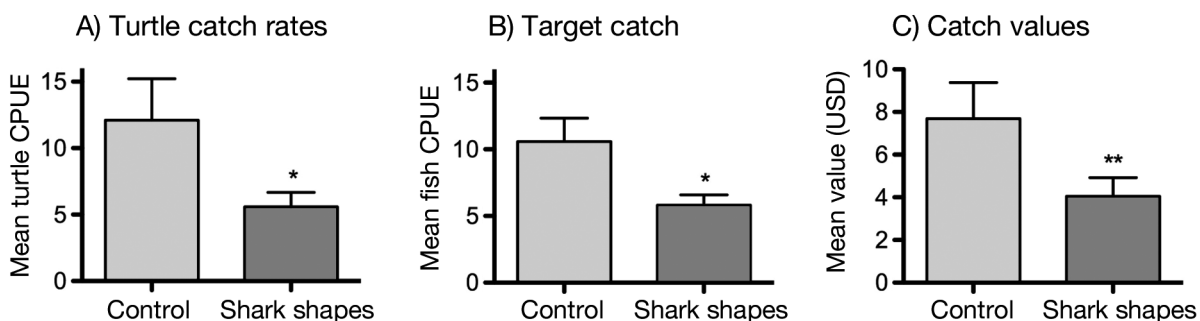 A) Turtle catch rates
Mean turtle CPUE
15
10
5
0
*
Control
Shark shapes
B) Target catch
Mean fish CPUE
15
10
5
0
*
Control
Shark shapes
C) Catch values
Mean value (USD)
10
8
6
4
2
0
**
Control
Shark shapes